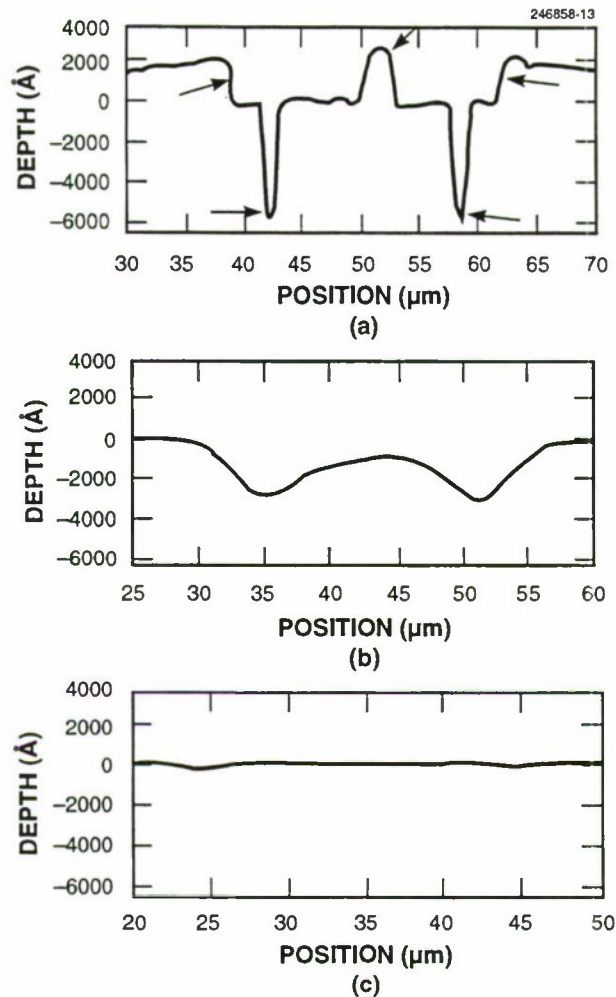 246858-13
4000
2000
0
−2000
−4000
−6000
DEPTH (Å)
30 35 40 45 50 55 60 65 70
POSITION (µm)
(a)
4000
2000
0
−2000
−4000
−6000
DEPTH (Å)
25 30 35 40 45 50 55 60
POSITION (µm)
(b)
4000
2000
0
−2000
−4000
−6000
DEPTH (Å)
20 25 30 35 40 45 50
POSITION (µm)
(c)